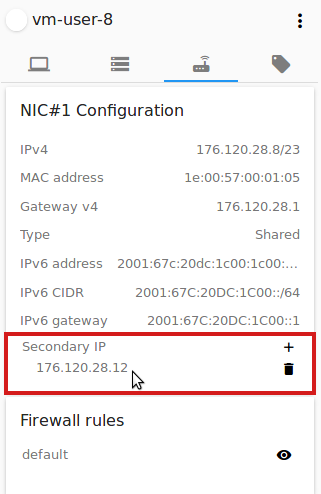 vm-user-8
NIC#1 Configuration
IPv4 176.120.28.8/23
MAC address 1e:00:57:00:01:05
Gateway v4 176.120.28.1
Type Shared
IPv6 address 2001:67c:20dc:1c00:1c00:...
IPv6 CIDR 2001:67C:20DC:1C00::/64
IPv6 gateway 2001:67C:20DC:1C00::1
Secondary IP +
176.120.28.12
Firewall rules
default